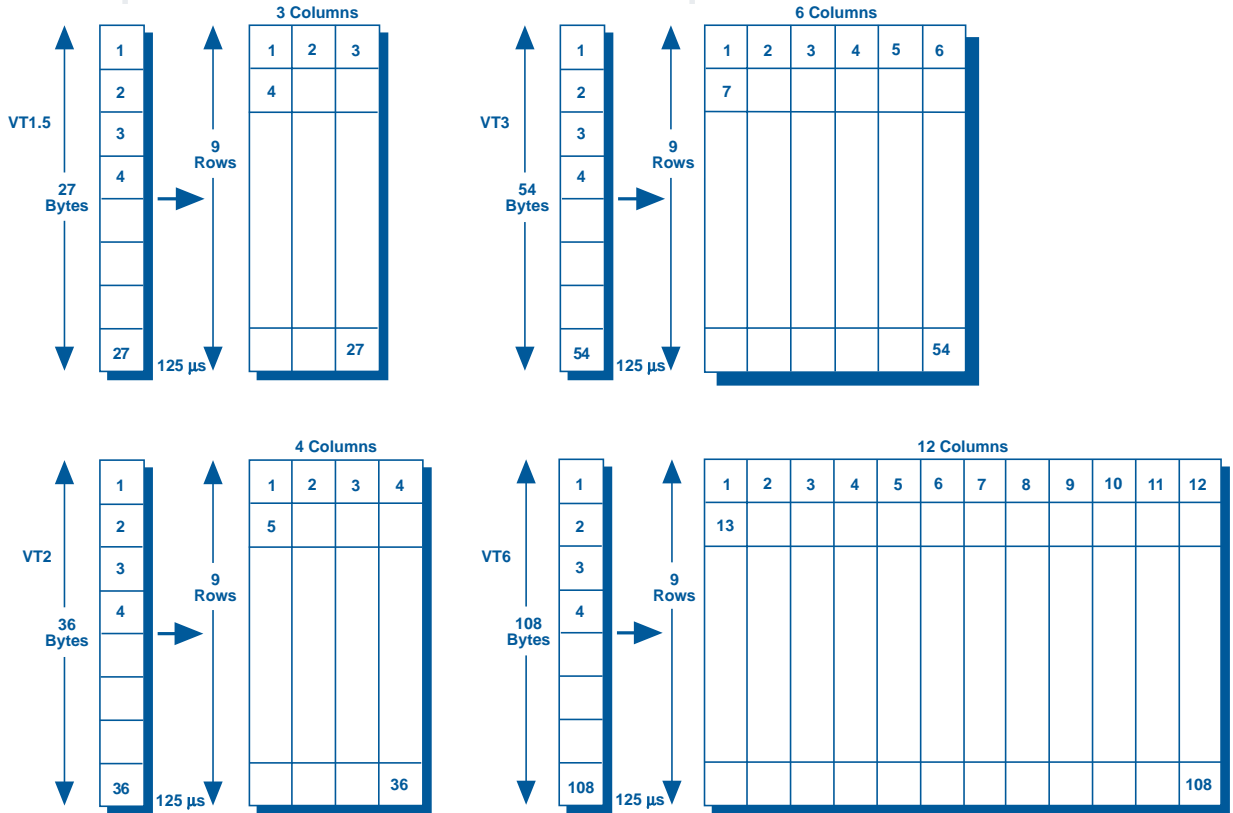 3 Columns
1
2
3
4
27
VT1.5
27
Bytes
125 µs
9
Rows
1 2 3
4
27
6 Columns
1
2
3
4
54
VT3
54
Bytes
125 µs
9
Rows
1 2 3 4 5 6
7
54
4 Columns
1
2
3
4
36
VT2
36
Bytes
125 µs
9
Rows
1 2 3 4
5
36
12 Columns
1
2
3
4
108
VT6
108
Bytes
125 µs
9
Rows
1 2 3 4 5 6 7 8 9 10 11 12
13
108